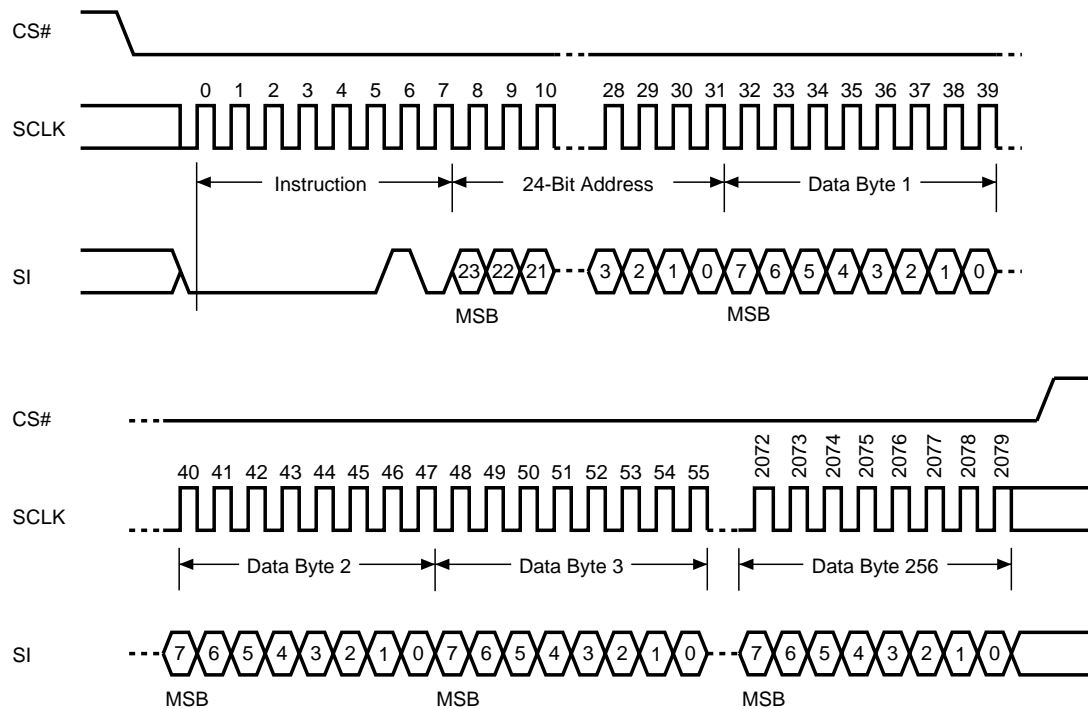 CS#
0 1 2 3 4 5 6 7 8 9 10 28 29 30 31 32 33 34 35 36 37 38 39
SCLK
Instruction 24-Bit Address Data Byte 1
SI 23 22 21 3 2 1 0 7 6 5 4 3 2 1 0
MSB MSB
CS#
40 41 42 43 44 45 46 47 48 49 50 51 52 53 54 55 2072 2073 2074 2075 2076 2077 2078 2079
SCLK
Data Byte 2 Data Byte 3 Data Byte 256
SI 7 6 5 4 3 2 1 0 7 6 5 4 3 2 1 0 7 6 5 4 3 2 1 0
MSB MSB MSB